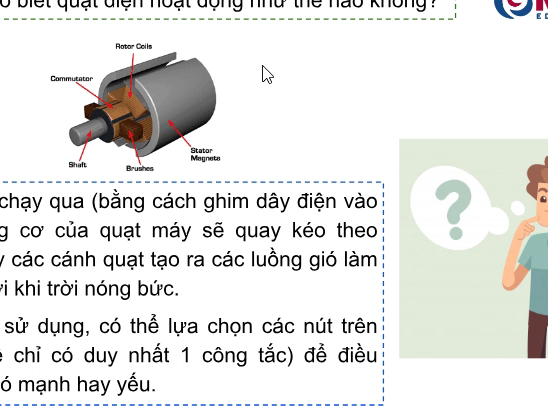 biết quạt điện hoạt động như thế nào không?
Rotor Coils
Commutator
Shaft
Brushes
Stator
Magnets
chạy qua (bằng cách ghim dây điện vào
cơ của quạt máy sẽ quay kéo theo
các cánh quạt tạo ra các luồng gió làm
khi trời nóng bức.
sử dụng, có thể lựa chọn các nút trên
chỉ có duy nhất 1 công tắc) để điều
mạnh hay yếu.
?